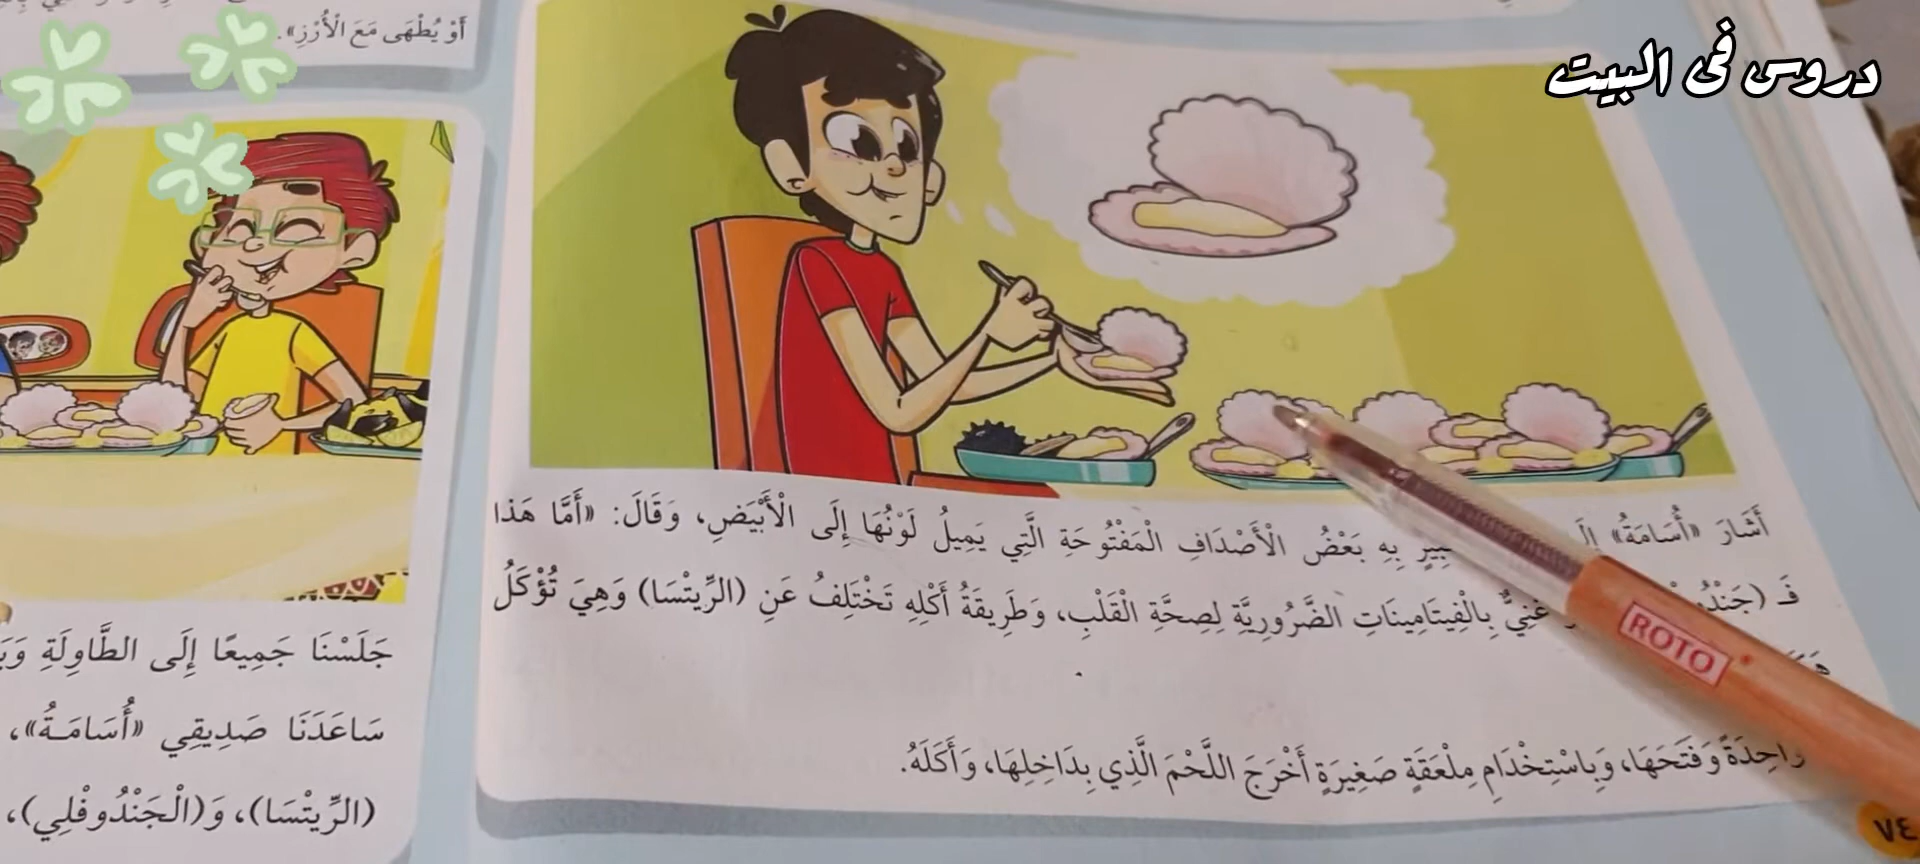 دروس فى البيت
أَوْ يُطْهَى مَعَ الْأُرْزِ».
أَشَارَ «أُسَامَةُ» بِهِ بَعْضُ الْأَصْدَافِ الْمَفْتُوحَةِ الَّتِي يَمِيلُ لَوْنُهَا إِلَى الْأَبْيَضِ، وَقَالَ: «أَمَّا هَذَا
فَـ غَنِيٌّ بِالْفِيتَامِينَاتِ الضَّرُورِيَّةِ لِصِحَّةِ الْقَلْبِ، وَطَرِيقَةُ أَكْلِهِ تَخْتَلِفُ عَنِ (الرِّيتْسَا) وَهِيَ تُؤْكَلُ
وَاحِدَةً وَفَتَحَهَا، وَبِاسْتِخْدَامِ مِلْعَقَةٍ صَغِيرَةٍ أَخْرَجَ اللَّحْمَ الَّذِي بِدَاخِلِهَا، وَأَكَلَهُ.
٧٤
جَلَسْنَا جَمِيعًا إِلَى الطَّاوِلَةِ
سَاعَدَنَا صَدِيقِي «أُسَامَـةُ»،
(الرِّيتْسَا)، وَ(الْجَنْدُوفْلِي)،
ROTO